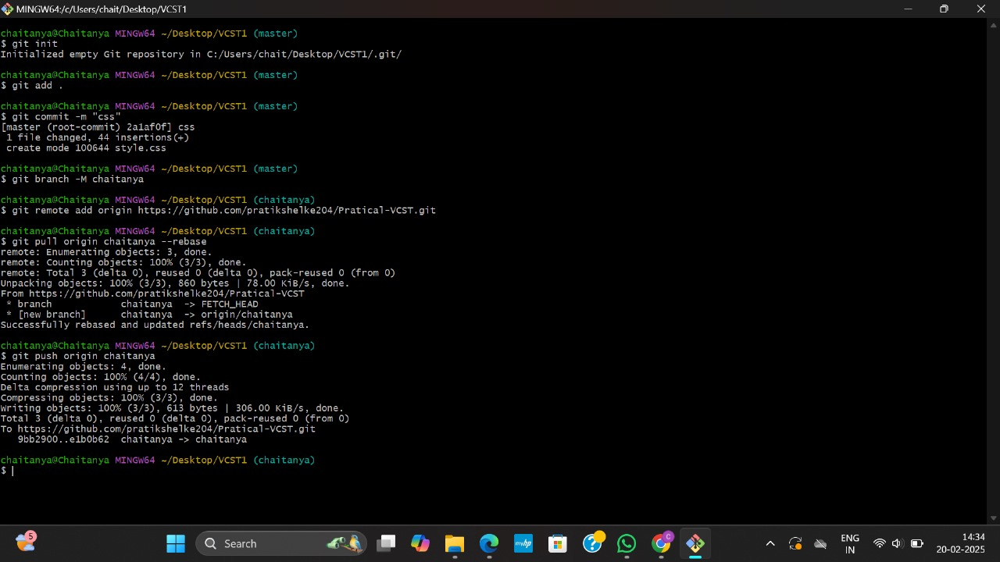 MINGW64:/c/Users/chait/Desktop/VCST1
chaitanya@Chaitanya MINGW64 ~/Desktop/VCST1 (master)
$ git init
Initialized empty Git repository in C:/Users/chait/Desktop/VCST1/.git/
chaitanya@Chaitanya MINGW64 ~/Desktop/VCST1 (master)
$ git add .
chaitanya@Chaitanya MINGW64 ~/Desktop/VCST1 (master)
$ git commit -m "css"
[master (root-commit) 2a1af0f] css
 1 file changed, 44 insertions(+)
 create mode 100644 style.css
chaitanya@Chaitanya MINGW64 ~/Desktop/VCST1 (master)
$ git branch -M chaitanya
chaitanya@Chaitanya MINGW64 ~/Desktop/VCST1 (chaitanya)
$ git remote add origin https://github.com/pratikshelke204/Pratical-VCST.git
chaitanya@Chaitanya MINGW64 ~/Desktop/VCST1 (chaitanya)
$ git pull origin chaitanya --rebase
remote: Enumerating objects: 3, done.
remote: Counting objects: 100% (3/3), done.
remote: Total 3 (delta 0), reused 0 (delta 0), pack-reused 0 (from 0)
Unpacking objects: 100% (3/3), 860 bytes | 78.00 KiB/s, done.
From https://github.com/pratikshelke204/Pratical-VCST
 * branch            chaitanya  -> FETCH_HEAD
 * [new branch]      chaitanya  -> origin/chaitanya
Successfully rebased and updated refs/heads/chaitanya.
chaitanya@Chaitanya MINGW64 ~/Desktop/VCST1 (chaitanya)
$ git push origin chaitanya
Enumerating objects: 4, done.
Counting objects: 100% (4/4), done.
Delta compression using up to 12 threads
Compressing objects: 100% (3/3), done.
Writing objects: 100% (3/3), 613 bytes | 306.00 KiB/s, done.
Total 3 (delta 0), reused 0 (delta 0), pack-reused 0 (from 0)
To https://github.com/pratikshelke204/Pratical-VCST.git
   9bb2900..e1b0b62  chaitanya -> chaitanya
chaitanya@Chaitanya MINGW64 ~/Desktop/VCST1 (chaitanya)
$
5
Search
myhp
?
C
ENG
IN
14:34
20-02-2025